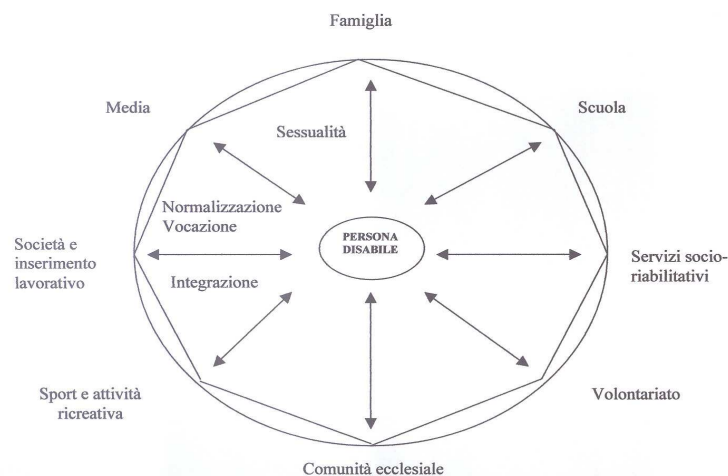 Famiglia
Media
Scuola
Sessualità
Normalizzazione
Vocazione
PERSONA
DISABILE
Società e
inserimento
lavorativo
Servizi socio-
riabilitativi
Integrazione
Sport e attività
ricreativa
Volontariato
Comunità ecclesiale